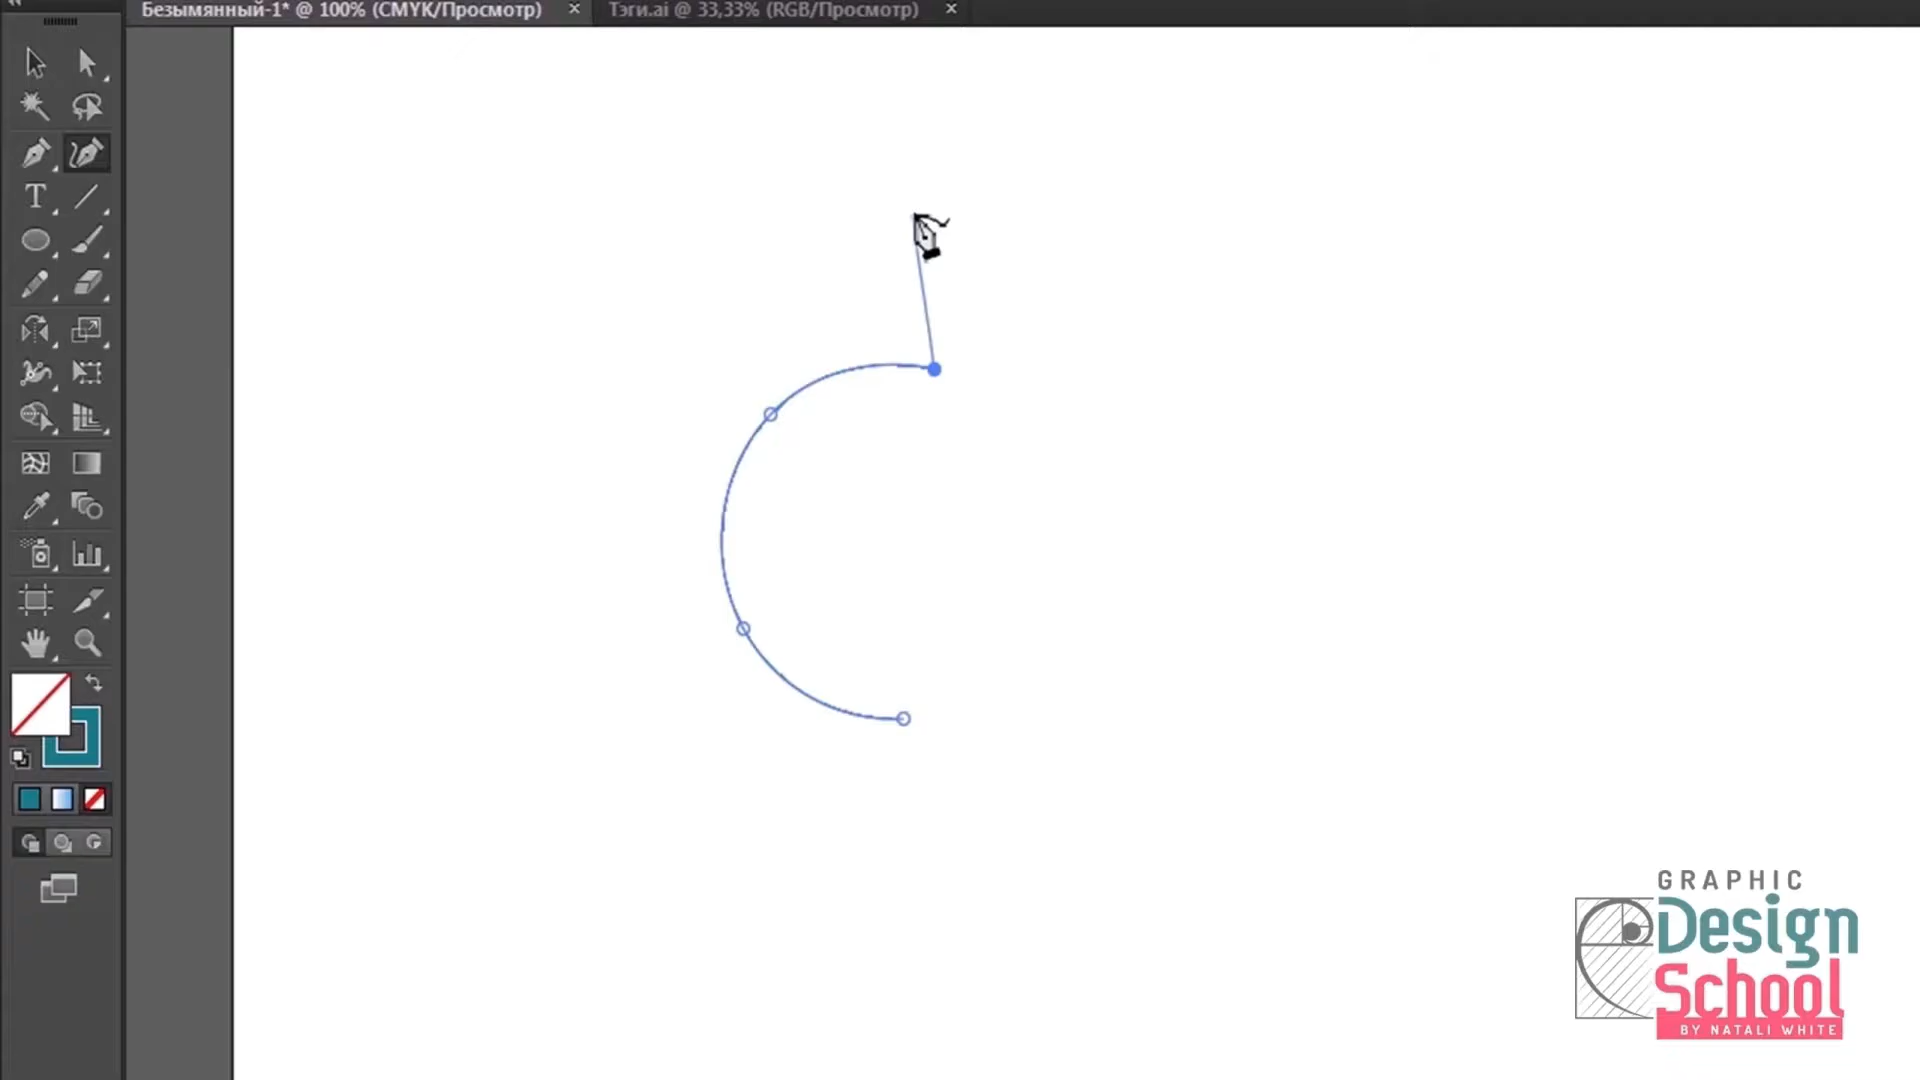 Безымянный-1* @ 100% (CMYK/Просмотр)
Тэги.ai @ 33,33% (RGB/Просмотр)
GRAPHIC
Design
School
BY NATALI WHITE